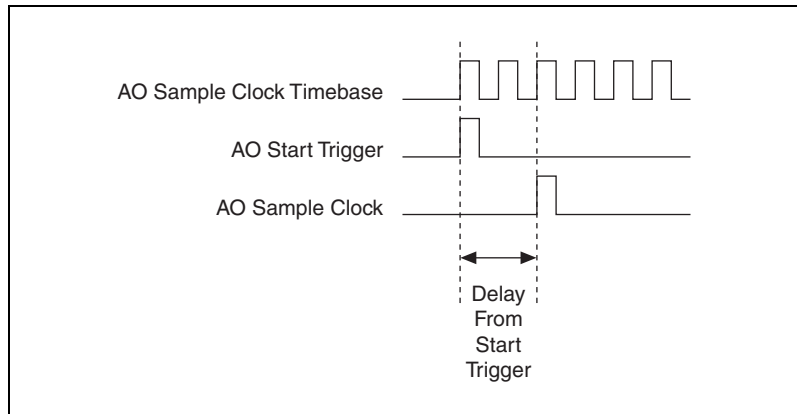 AO Sample Clock Timebase
AO Start Trigger
AO Sample Clock
Delay
From
Start
Trigger